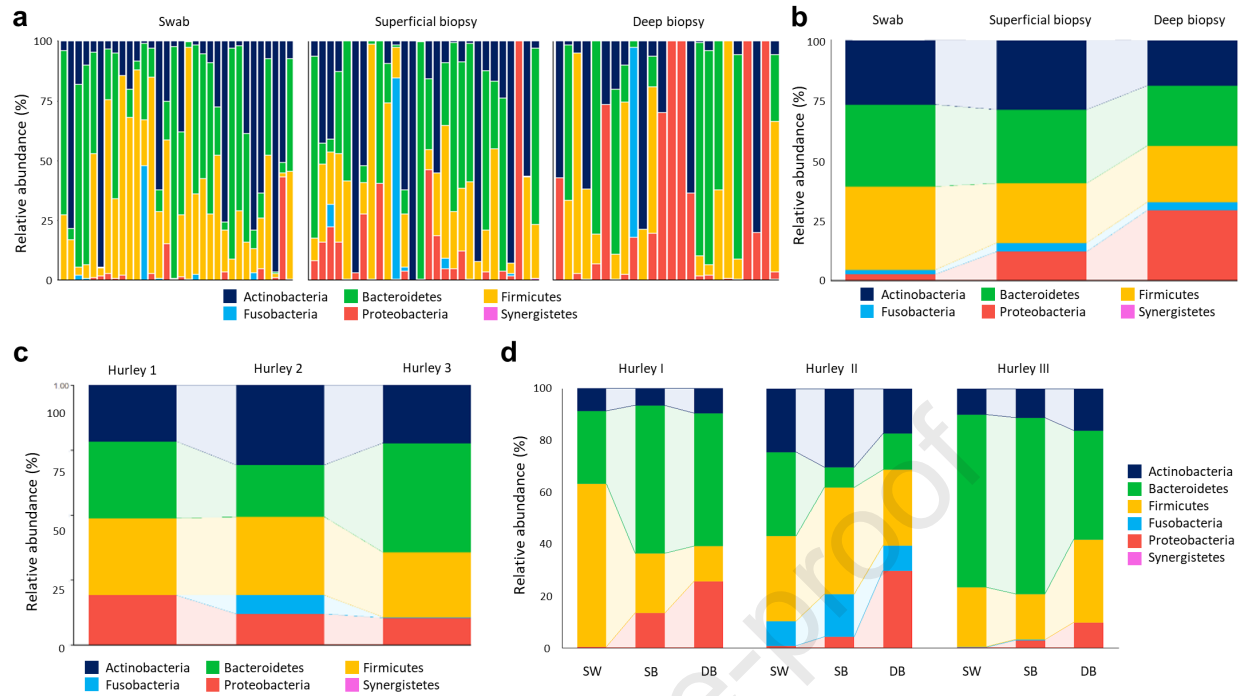 a
Swab
Superficial biopsy
Deep biopsy
Relative abundance (%)
100
75
50
25
0
Actinobacteria
Bacteroidetes
Firmicutes
Fusobacteria
Proteobacteria
Synergistetes
b
Swab
Superficial biopsy
Deep biopsy
Relative abundance (%)
100
75
50
25
0
Actinobacteria
Bacteroidetes
Firmicutes
Fusobacteria
Proteobacteria
Synergistetes
c
Hurley 1
Hurley 2
Hurley 3
Relative abundance (%)
1.00
100
75
50
25
0
Actinobacteria
Bacteroidetes
Firmicutes
Fusobacteria
Proteobacteria
Synergistetes
d
Hurley I
Hurley II
Hurley III
Relative abundance (%)
100
80
60
40
20
0
SW SB DB
SW SB DB
SW SB DB
Actinobacteria
Bacteroidetes
Firmicutes
Fusobacteria
Proteobacteria
Synergistetes
e-proof